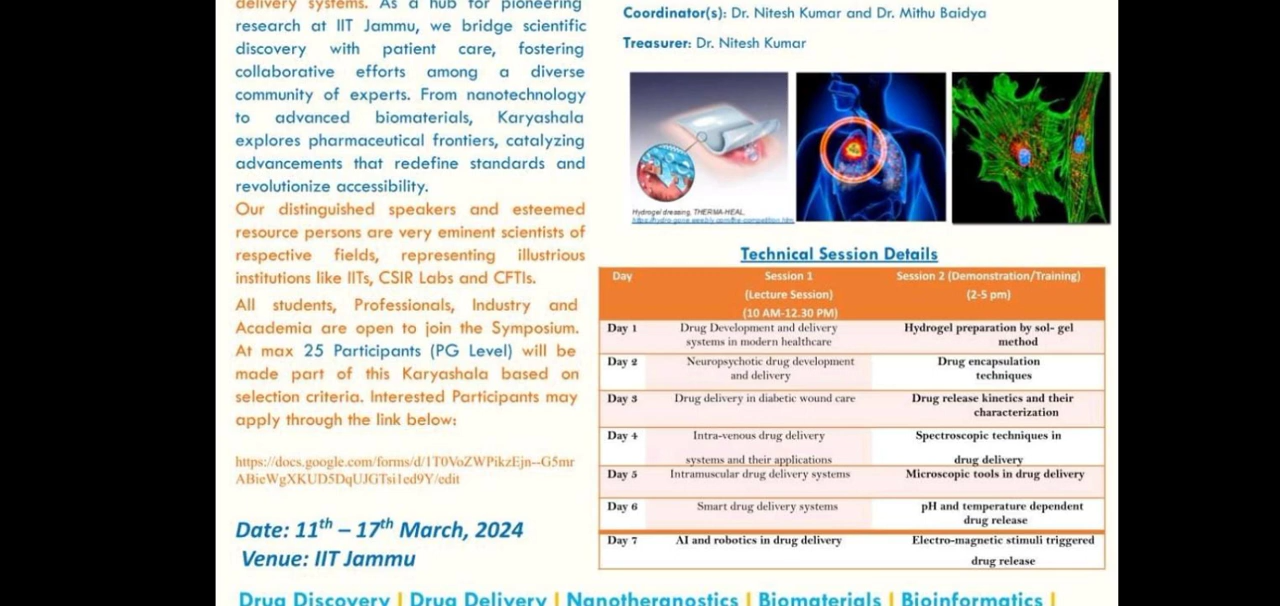 delivery systems. As a hub for pioneering
research at IIT Jammu, we bridge scientific
discovery with patient care, fostering
collaborative efforts among a diverse
community of experts. From nanotechnology
to advanced biomaterials, Karyashala
explores pharmaceutical frontiers, catalyzing
advancements that redefine standards and
revolutionize accessibility.
Our distinguished speakers and esteemed
resource persons are very eminent scientists of
respective fields, representing illustrious
institutions like IITs, CSIR Labs and CFTIs.
All students, Professionals, Industry and
Academia are open to join the Symposium.
At max 25 Participants (PG Level) will be
made part of this Karyashala based on
selection criteria. Interested Participants may
apply through the link below:
https://docs.google.com/forms/d/1T0VoZWPikzEjn--G5mr
ABieWgXKUD5DqUJGTsi1ed9Y/edit
Date: 11th – 17th March, 2024
Venue: IIT Jammu
Coordinator(s): Dr. Nitesh Kumar and Dr. Mithu Baidya
Treasurer: Dr. Nitesh Kumar
Hydrogel dressing, THERMA-HEAL,
Technical Session Details
Day Session 1 Session 2 (Demonstration/Training)
(Lecture Session) (2-5 pm)
(10 AM-12.30 PM)
Day 1 Drug Development and delivery Hydrogel preparation by sol- gel
systems in modern healthcare method
Day 2 Neuropsychotic drug development Drug encapsulation
and delivery techniques
Day 3 Drug delivery in diabetic wound care Drug release kinetics and their
characterization
Day 4 Intra-venous drug delivery Spectroscopic techniques in
systems and their applications drug delivery
Day 5 Intramuscular drug delivery systems Microscopic tools in drug delivery
Day 6 Smart drug delivery systems pH and temperature dependent
drug release
Day 7 AI and robotics in drug delivery Electro-magnetic stimuli triggered
drug release
Drug Discovery | Drug Delivery | Nanotheranostics | Biomaterials | Bioinformatics |